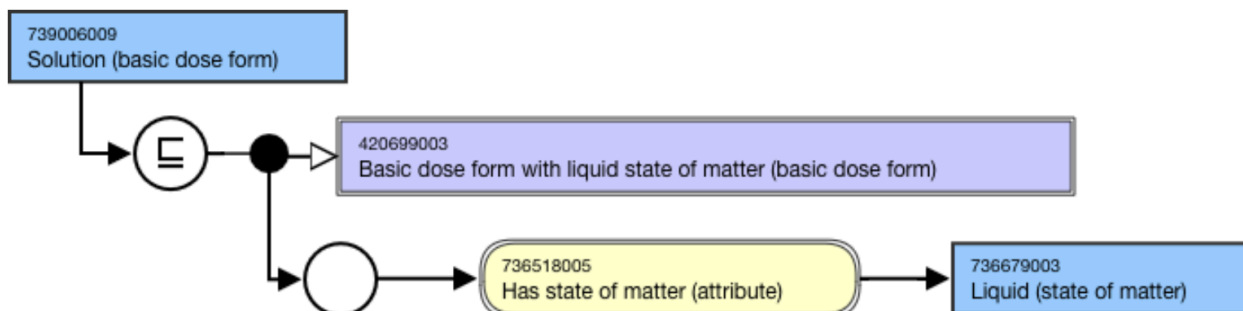 739006009
Solution (basic dose form)
⊑
420699003
Basic dose form with liquid state of matter (basic dose form)
736518005
Has state of matter (attribute)
736679003
Liquid (state of matter)